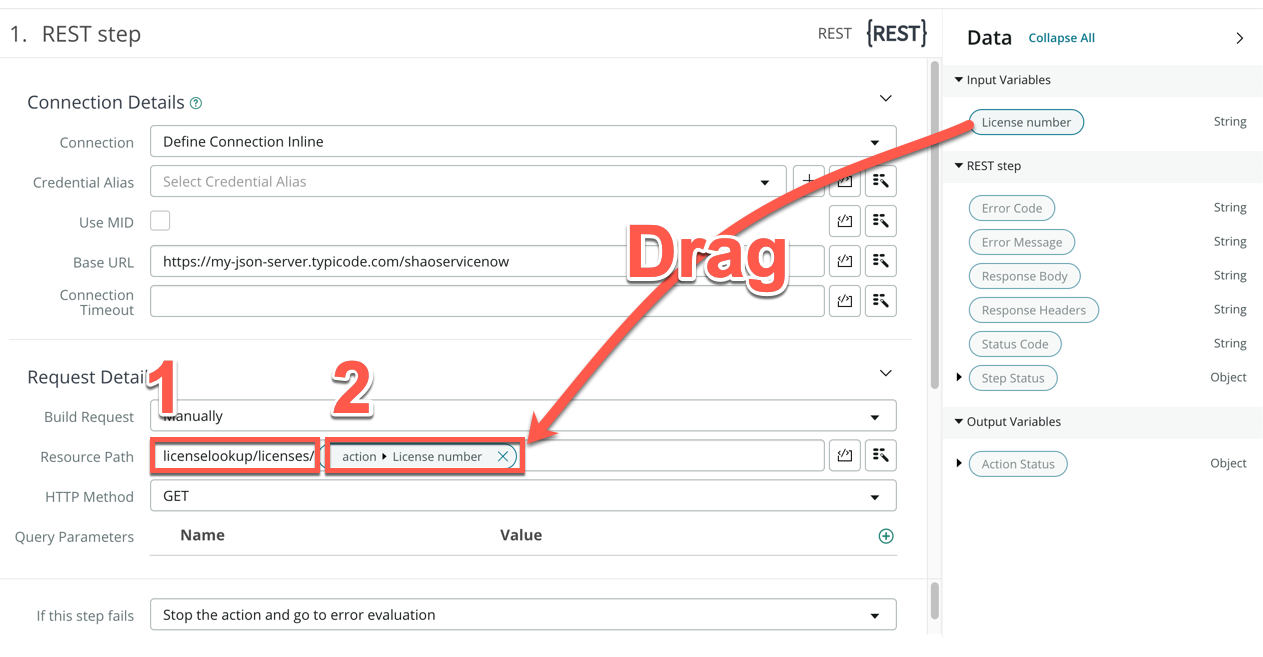 1. REST step
REST {REST}
Connection Details
Connection
Define Connection Inline
Credential Alias
Select Credential Alias
Use MID
Base URL
https://my-json-server.typicode.com/shaoservicenow
Connection
Timeout
Drag
1
2
Request Detai
Build Request
Manually
Resource Path
licenselookup/licenses/
action License number
HTTP Method
GET
Query Parameters
Name Value
If this step fails
Stop the action and go to error evaluation
Data Collapse All
Input Variables
License number String
REST step
Error Code String
Error Message String
Response Body String
Response Headers String
Status Code String
Step Status Object
Output Variables
Action Status Object